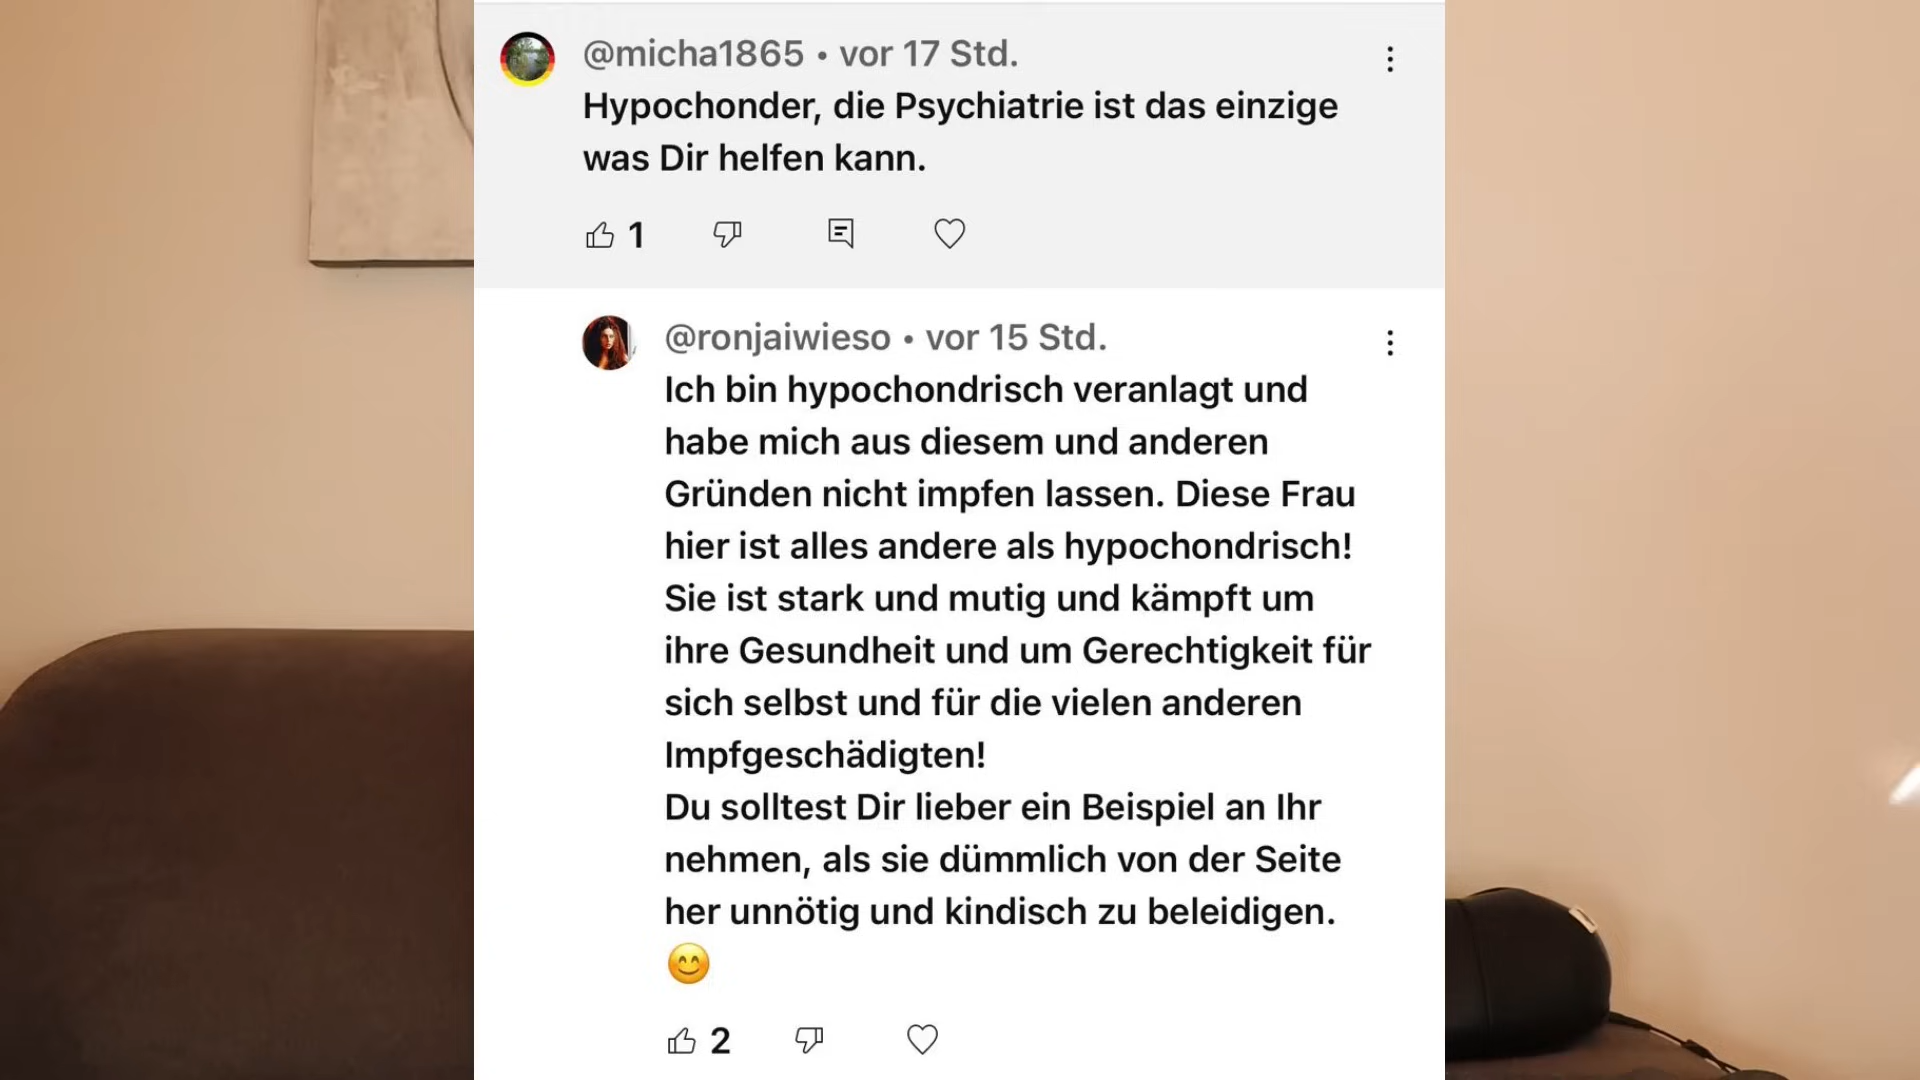 @micha1865 • vor 17 Std.
Hypochonder, die Psychiatrie ist das einzige
was Dir helfen kann.
1
@ronjaiwieso • vor 15 Std.
Ich bin hypochondrisch veranlagt und
habe mich aus diesem und anderen
Gründen nicht impfen lassen. Diese Frau
hier ist alles andere als hypochondrisch!
Sie ist stark und mutig und kämpft um
ihre Gesundheit und um Gerechtigkeit für
sich selbst und für die vielen anderen
Impfgeschädigten!
Du solltest Dir lieber ein Beispiel an Ihr
nehmen, als sie dümmlich von der Seite
her unnötig und kindisch zu beleidigen.
😊
2